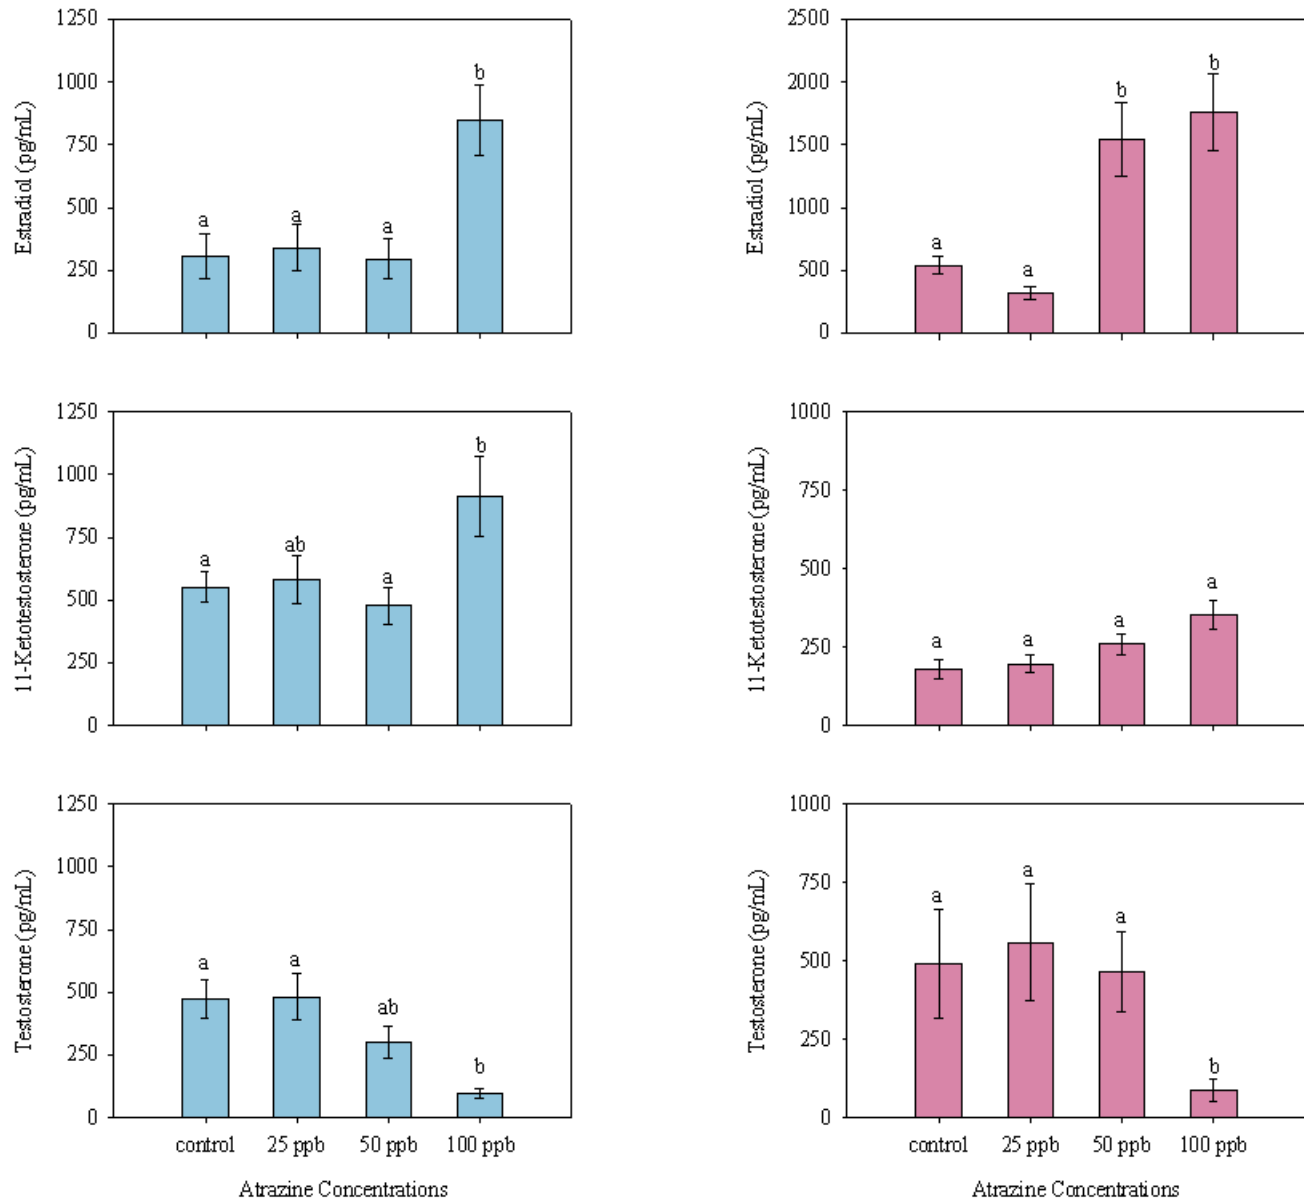 1250
1000
750
500
250
0
Estradiol (pg/mL)
a
a
a
b
2500
2000
1500
1000
500
0
Estradiol (pg/mL)
a
a
b
b
1250
1000
750
500
250
0
11-Ketotestosterone (pg/mL)
a
ab
a
b
1000
750
500
250
0
11-Ketotestosterone (pg/mL)
a
a
a
a
1250
1000
750
500
250
0
Testosterone (pg/mL)
a
a
ab
b
control 25 ppb 50 ppb 100 ppb
Atrazine Concentrations
1000
750
500
250
0
Testosterone (pg/mL)
a
a
a
b
control 25 ppb 50 ppb 100 ppb
Atrazine Concentrations